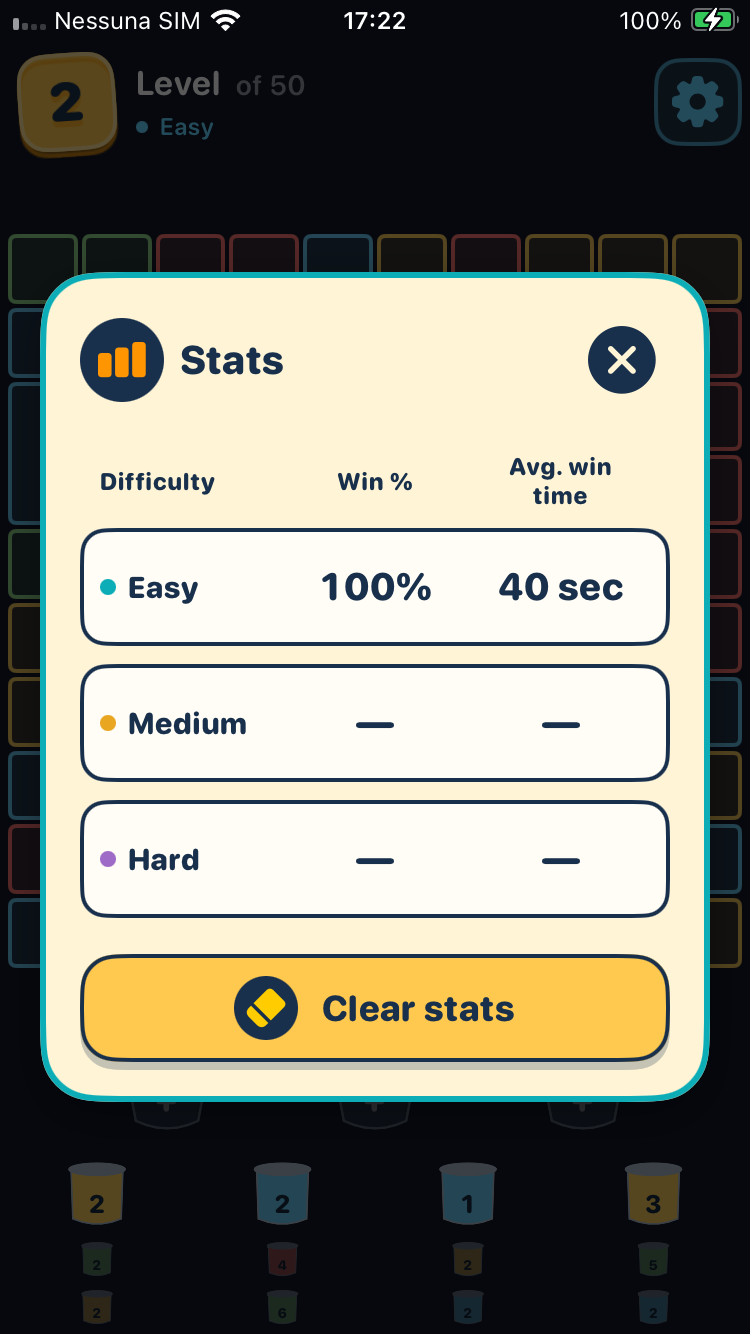 Nessuna SIM 17:22 100%
2 Level of 50
Easy
Stats
Difficulty Win % Avg. win time
Easy 100% 40 sec
Medium — —
Hard — —
Clear stats
2 2 1 3
2 4 2 5
2 6 2 2